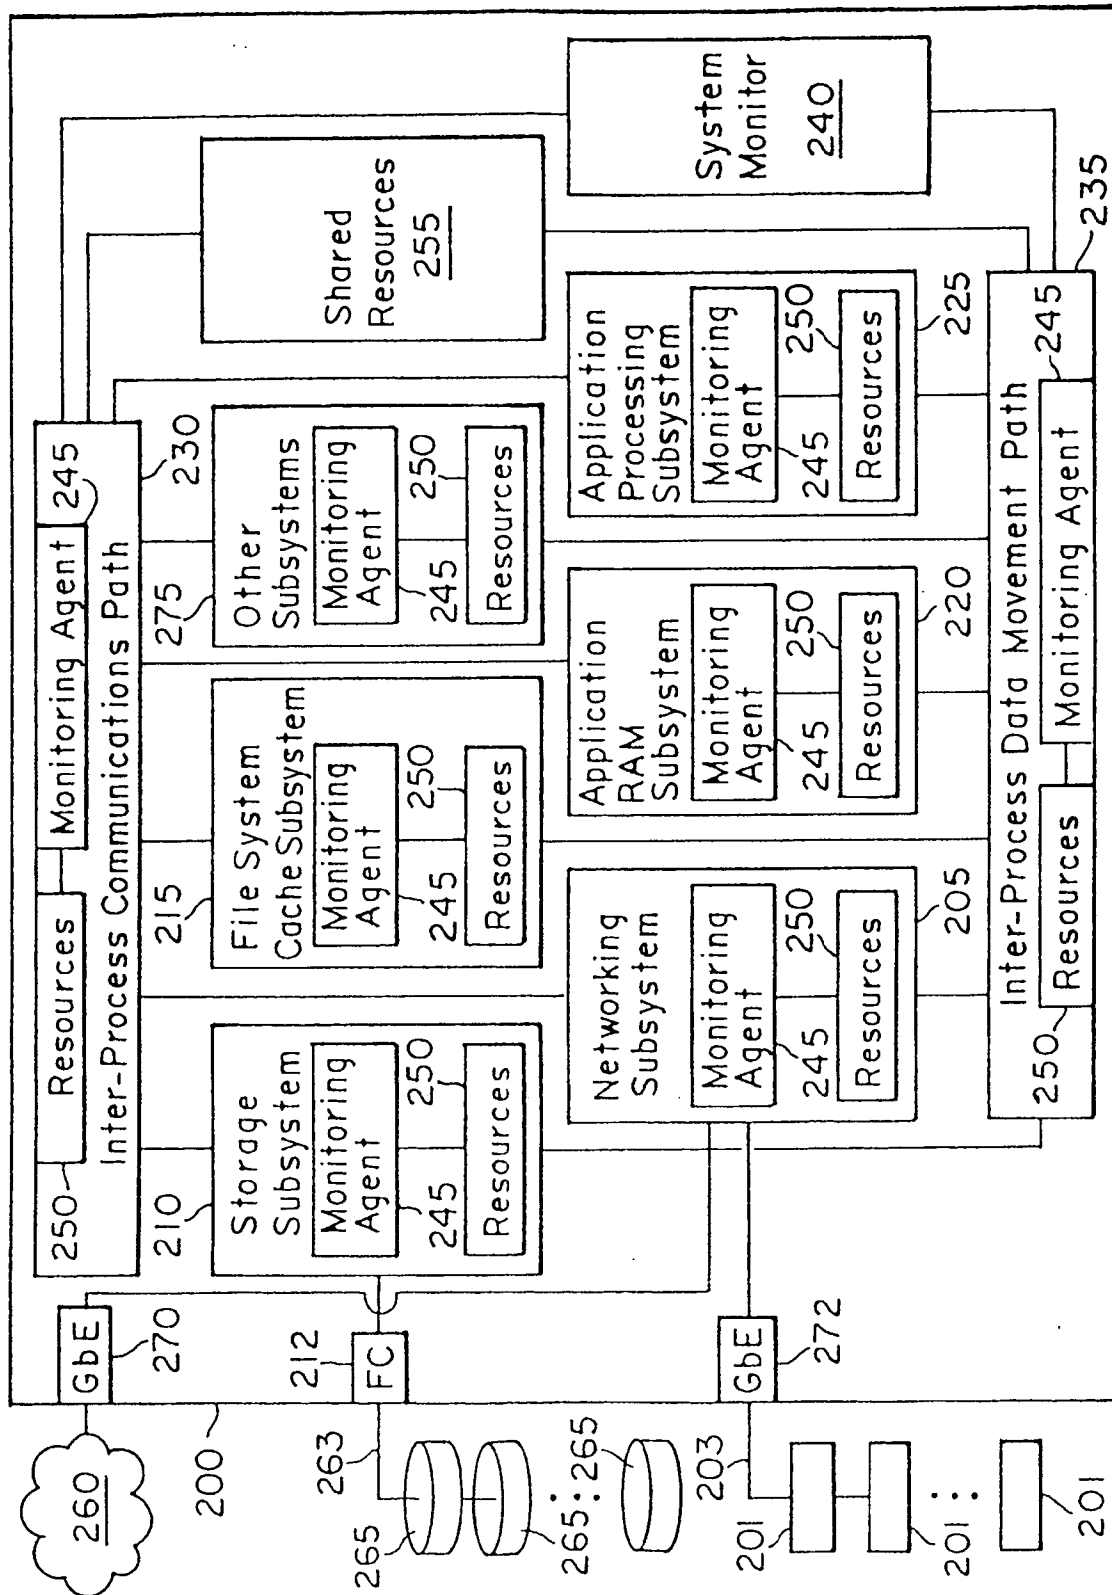 260
GbE
270
200
250
Resources
Monitoring Agent
245
Inter-Process Communications Path
230
210
Storage
Subsystem
Monitoring
Agent
245
250
Resources
215
File System
Cache Subsystem
Monitoring
Agent
245
250
Resources
275
Other
Subsystems
Monitoring
Agent
245
250
Resources
Shared
Resources
255
212
FC
263
265
265
265
Networking
Subsystem
Monitoring
Agent
245
250
Resources
205
Application
RAM
Subsystem
Monitoring
Agent
245
250
Resources
220
Application
Processing
Subsystem
Monitoring
Agent
245
250
Resources
225
System
Monitor
240
GbE
272
203
201
201
201
Inter-Process Data Movement Path
235
250
Resources
Monitoring Agent
245